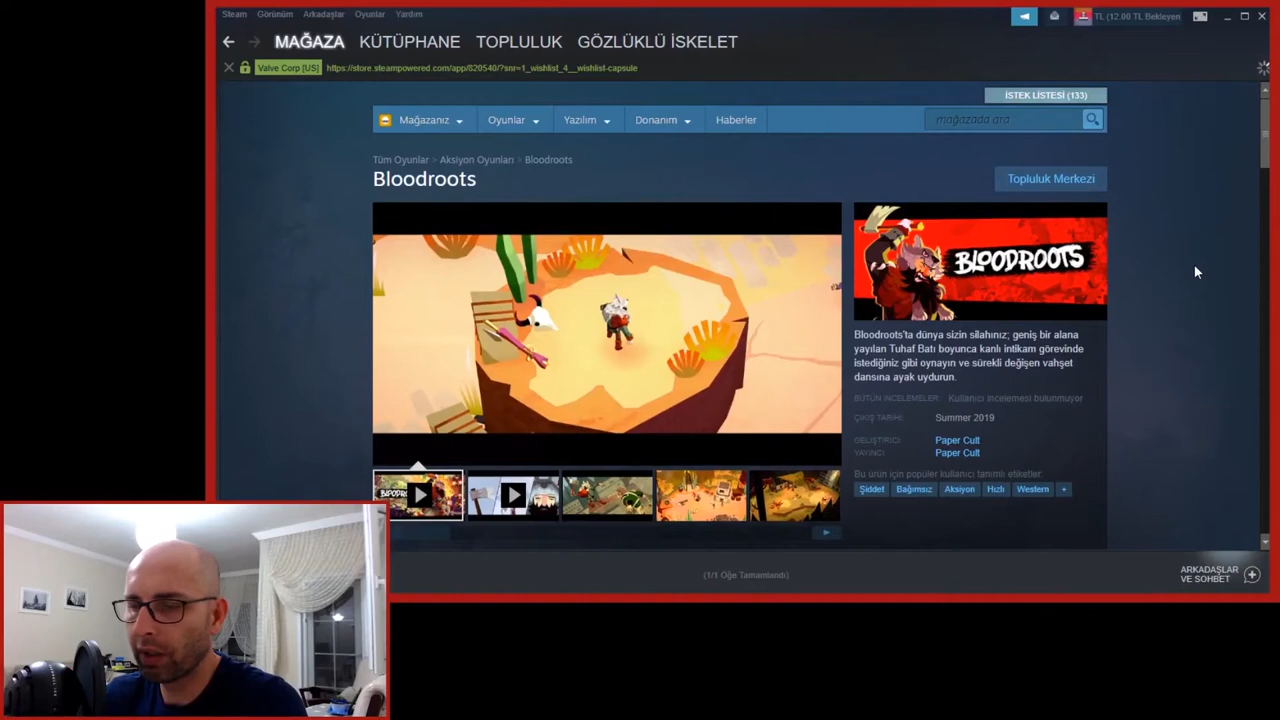 Steam Görünüm Arkadaşlar Oyunlar Yardım
TL (12.00 TL Bekleyen
MAĞAZA KÜTÜPHANE TOPLULUK GÖZLÜKLÜ İSKELET
Valve Corp [US] https://store.steampowered.com/app/820540/?snr=1_wishlist_4__wishlist-capsule
İSTEK LİSTESİ (133)
Mağazanız Oyunlar Yazılım Donanım Haberler mağazada ara
Tüm Oyunlar > Aksiyon Oyunları > Bloodroots
Bloodroots
Topluluk Merkezi
BLOODROOTS
Bloodroots'ta dünya sizin silahınız; geniş bir alana
yayılan Tuhaf Batı boyunca kanlı intikam görevinde
istediğiniz gibi oynayın ve sürekli değişen vahşet
dansına ayak uydurun.
BÜTÜN İNCELEMELER: Kullanıcı incelemesi bulunmuyor
ÇIKIŞ TARİHİ: Summer 2019
GELİŞTİRİCİ: Paper Cult
YAYINCI: Paper Cult
Bu ürün için popüler kullanıcı tanımlı etiketler:
Şiddet Bağımsız Aksiyon Hızlı Western +
(1/1 Öğe Tamamlandı)
ARKADAŞLAR
VE SOHBET